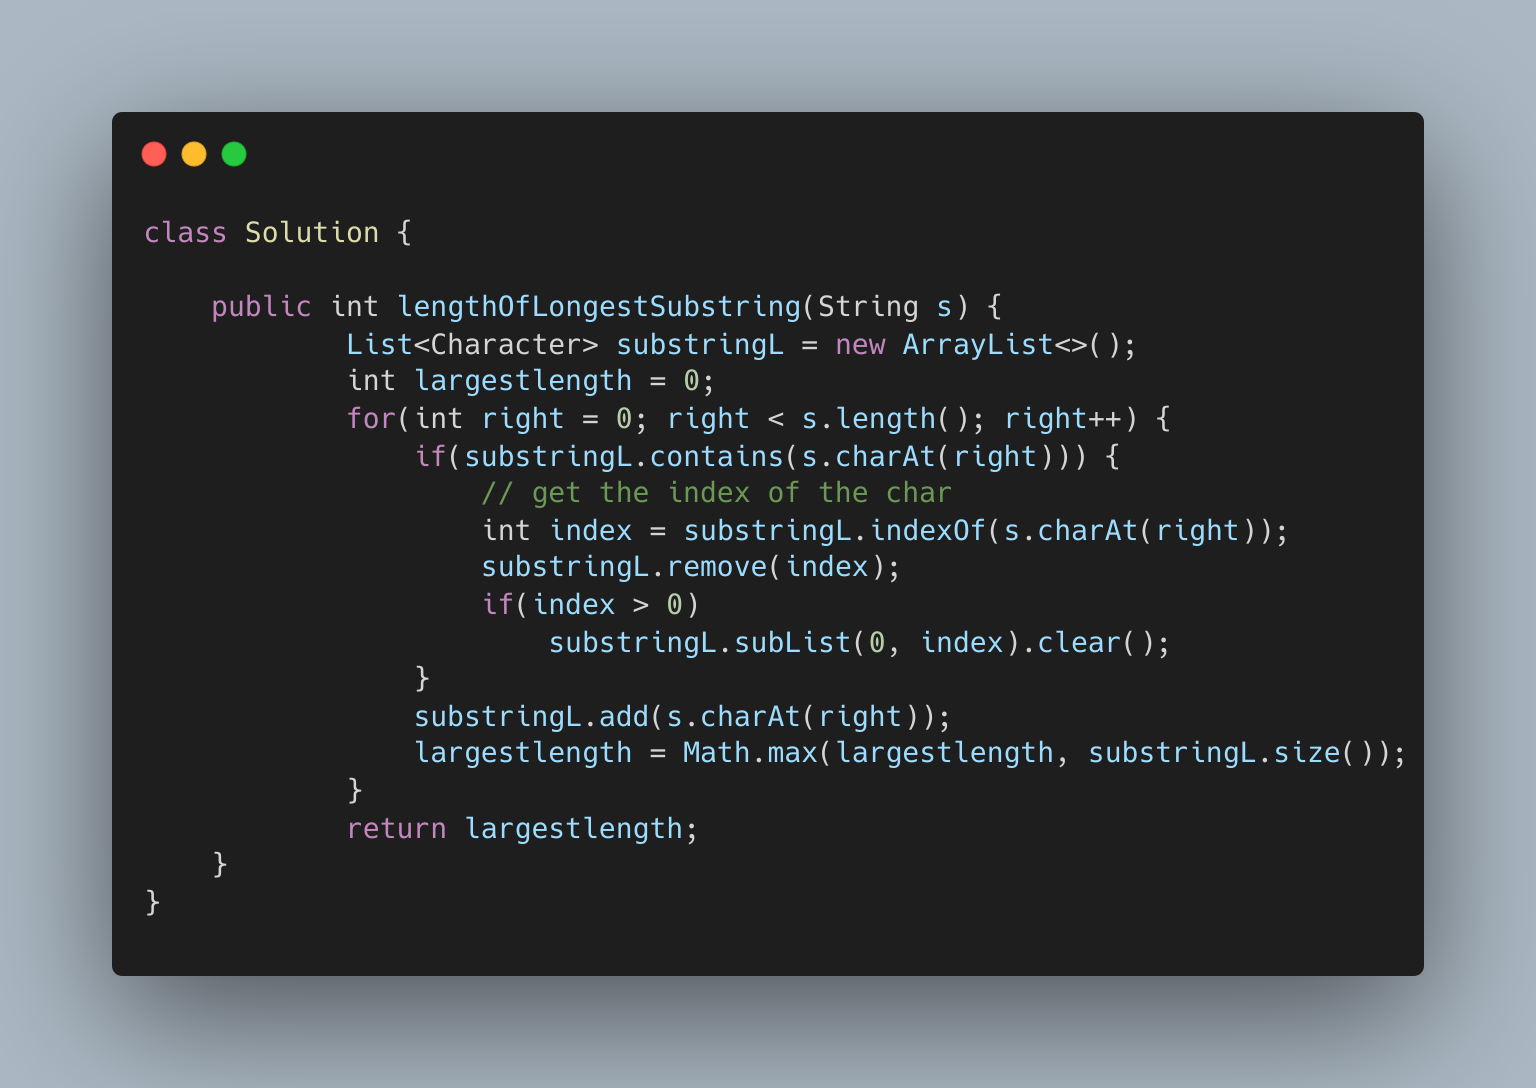 class Solution {
    public int lengthOfLongestSubstring(String s) {
            List<Character> substringL = new ArrayList<>();
            int largestlength = 0;
            for(int right = 0; right < s.length(); right++) {
                if(substringL.contains(s.charAt(right))) {
                    // get the index of the char
                    int index = substringL.indexOf(s.charAt(right));
                    substringL.remove(index);
                    if(index > 0)
                        substringL.subList(0, index).clear();
                }
                substringL.add(s.charAt(right));
                largestlength = Math.max(largestlength, substringL.size());
            }
            return largestlength;
    }
}